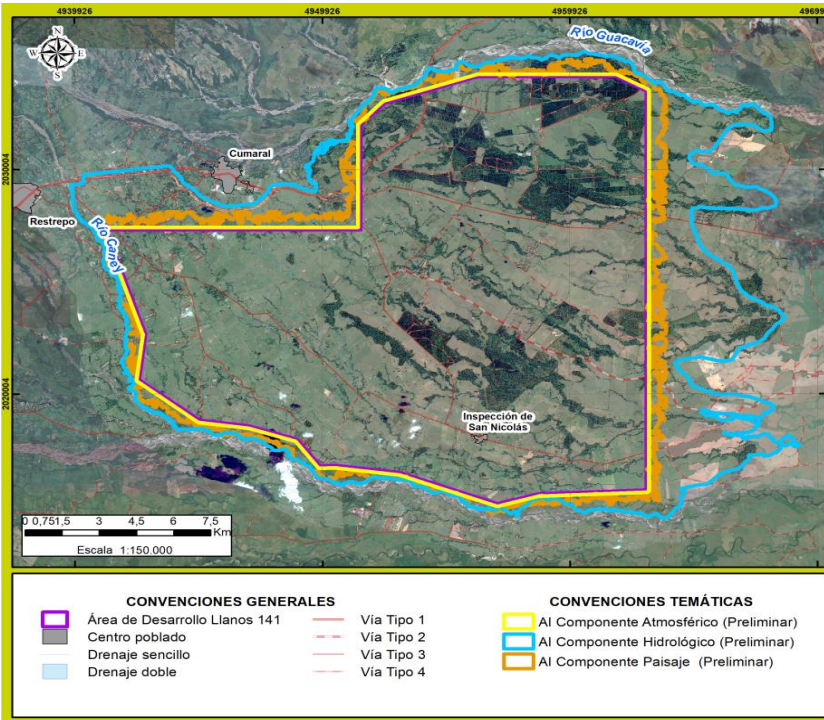 4939926 4949926 4959926
N
W E
S
Río Guacavía
2030004
Cumaral
Restrepo
Río Caney
2020004
Inspección de
San Nicolás
0 0,75 1,5 3 4,5 6 7,5
Km
Escala 1:150.000
CONVENCIONES GENERALES
Área de Desarrollo Llanos 141
Centro poblado
Drenaje sencillo
Drenaje doble
Vía Tipo 1
Vía Tipo 2
Vía Tipo 3
Vía Tipo 4
CONVENCIONES TEMÁTICAS
AI Componente Atmosférico (Preliminar)
AI Componente Hidrológico (Preliminar)
AI Componente Paisaje (Preliminar)